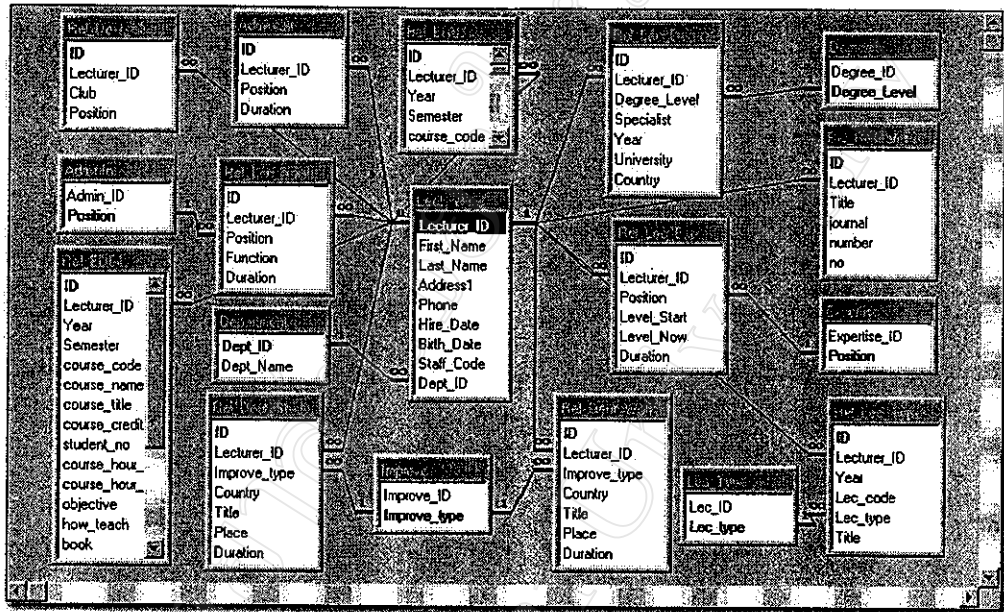 ID
Lecturer_ID
Club
Position
ID
Lecturer_ID
Position
Duration
ID
Lecturer_ID
Year
Semester
course_code
ID
Lecturer_ID
Degree_Level
Specialist
Year
University
Country
Degree_ID
Degree_Level
Admin_ID
Position
ID
Lecturer_ID
Position
Function
Duration
Lecturer_ID
First_Name
Last_Name
Address1
Phone
Hire_Date
Birth_Date
Staff_Code
Dept_ID
ID
Lecturer_ID
Position
Level_Start
Level_Now
Duration
ID
Lecturer_ID
Title
journal
number
no
ID
Lecturer_ID
Year
Semester
course_code
course_name
course_title
course_credit
student_no
course_hour_
course_hour_
objective
how_teach
book
Dept_ID
Dept_Name
Expertise_ID
Position
ID
Lecturer_ID
Improve_type
Country
Title
Place
Duration
Improve_ID
Improve_type
ID
Lecturer_ID
Improve_type
Country
Title
Place
Duration
Lec_ID
Lec_type
ID
Lecturer_ID
Year
Lec_code
Lec_type
Title